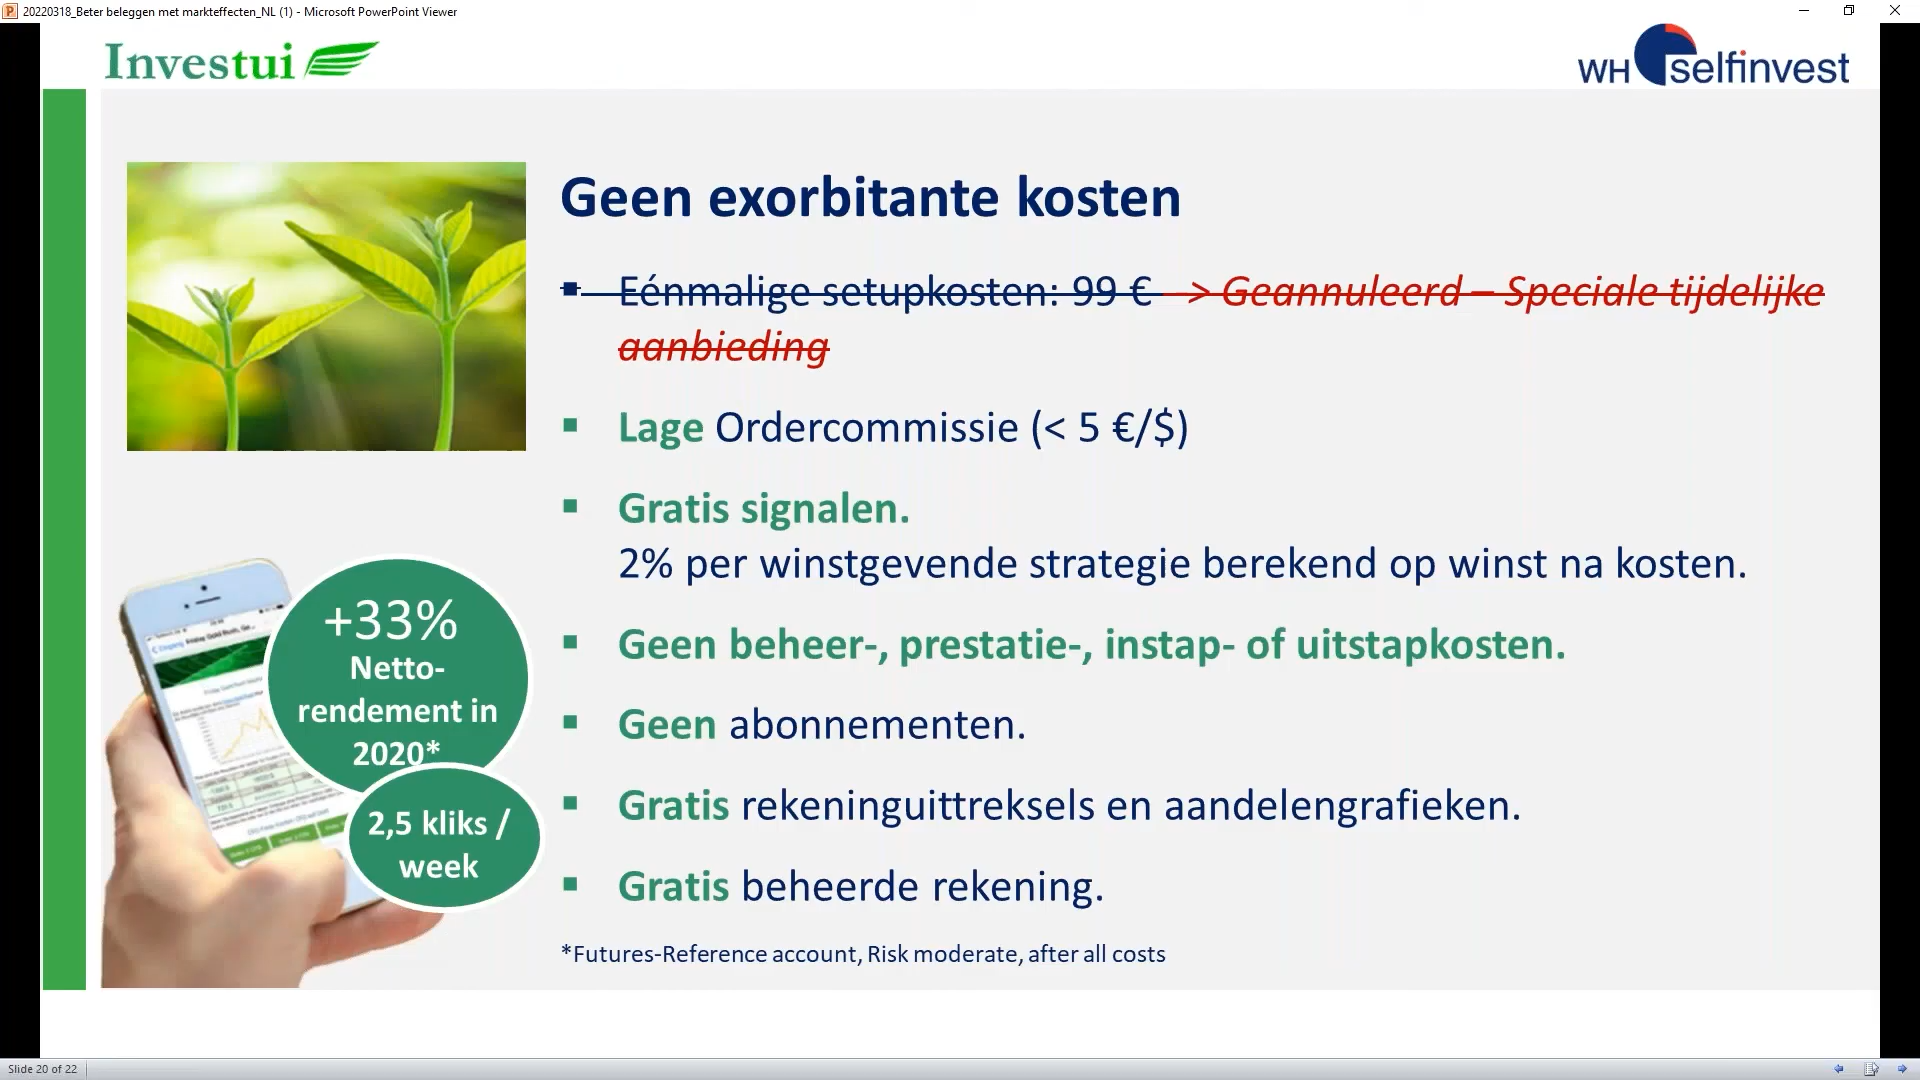 20220318_Beter beleggen met markteffecten_NL (1) - Microsoft PowerPoint Viewer
Investui
WH selfinvest
Geen exorbitante kosten
Eénmalige setupkosten: 99 € –> Geannuleerd – Speciale tijdelijke
aanbieding
Lage Ordercommissie (< 5 €/$)
Gratis signalen.
2% per winstgevende strategie berekend op winst na kosten.
Geen beheer-, prestatie-, instap- of uitstapkosten.
Geen abonnementen.
Gratis rekeninguittreksels en aandelengrafieken.
Gratis beheerde rekening.
*Futures-Reference account, Risk moderate, after all costs
+33%
Netto-
rendement in
2020*
2,5 kliks /
week
Slide 20 of 22